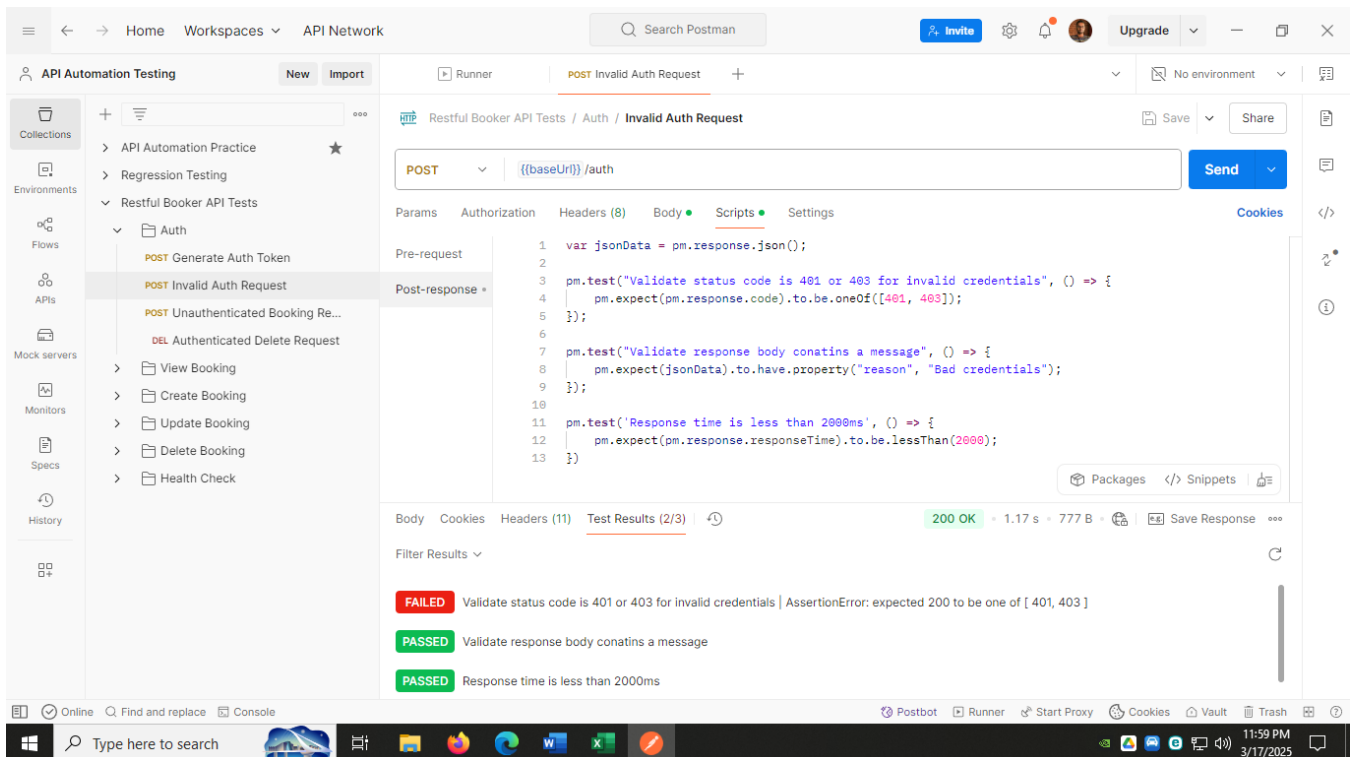 Home Workspaces API Network Search Postman Invite Upgrade
API Automation Testing New Import Runner POST Invalid Auth Request No environment
Collections
Environments
Flows
APIs
Mock servers
Monitors
Specs
History
API Automation Practice
Regression Testing
Restful Booker API Tests
Auth
POST Generate Auth Token
POST Invalid Auth Request
POST Unauthenticated Booking Re...
DEL Authenticated Delete Request
View Booking
Create Booking
Update Booking
Delete Booking
Health Check
HTTP Restful Booker API Tests / Auth / Invalid Auth Request Save Share
POST {{baseUrl}} /auth Send
Params Authorization Headers (8) Body Scripts Settings Cookies
Pre-request
Post-response
1 var jsonData = pm.response.json();
2
3 pm.test("Validate status code is 401 or 403 for invalid credentials", () => {
4 pm.expect(pm.response.code).to.be.oneOf([401, 403]);
5 });
6
7 pm.test("Validate response body conatins a message", () => {
8 pm.expect(jsonData).to.have.property("reason", "Bad credentials");
9 });
10
11 pm.test('Response time is less than 2000ms', () => {
12 pm.expect(pm.response.responseTime).to.be.lessThan(2000);
13 })
Packages </> Snippets
Body Cookies Headers (11) Test Results (2/3) 200 OK 1.17 s 777 B e.g. Save Response
Filter Results
FAILED Validate status code is 401 or 403 for invalid credentials | AssertionError: expected 200 to be one of [ 401, 403 ]
PASSED Validate response body conatins a message
PASSED Response time is less than 2000ms
Online Find and replace Console Postbot Runner Start Proxy Cookies Vault Trash
Type here to search 11:59 PM
3/17/2025